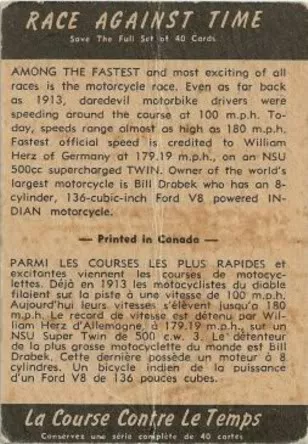 RACE AGAINST TIME
Save The Full Set of 40 Cards
AMONG THE FASTEST and most exciting of all
races is the motorcycle race. Even as far back
as 1913, daredevil motorbike drivers were
speeding around the course at 100 m.p.h. To-
day, speeds range almost as high as 180 m.p.h.
Fastest official speed is credited to William
Herz of Germany at 179.19 m.p.h., on an NSU
500cc supercharged TWIN. Owner of the world's
largest motorcycle is Bill Drabek who has an 8-
cylinder, 136-cubic-inch Ford V8 powered IN-
DIAN motorcycle.
— Printed in Canada —
PARMI LES COURSES LES PLUS RAPIDES et
excitantes viennent les courses de motocyc-
lettes. Déjà en 1913 les motocyclistes du diable
filaient sur la piste à une vitesse de 100 m.p.h.
Aujourd'hui leurs vitesses s'élèvent jusqu'a 180
m.p.h. Le record de vitesse est détenu par Wil-
liam Herz d'Allemagne, à 179.19 m.p.h., sur un
NSU Super Twin de 500 c.w. 3. Le détenteur
de la plus grosse motocyclette du monde est Bill
Drabek. Cette dernière possède un moteur à 8
cylindres. Un bicycle indien de la puissance
d'un Ford V8 de 136 pouces cubes.
La Course Contre Le Temps
Conservez une série complète de 40 cartes